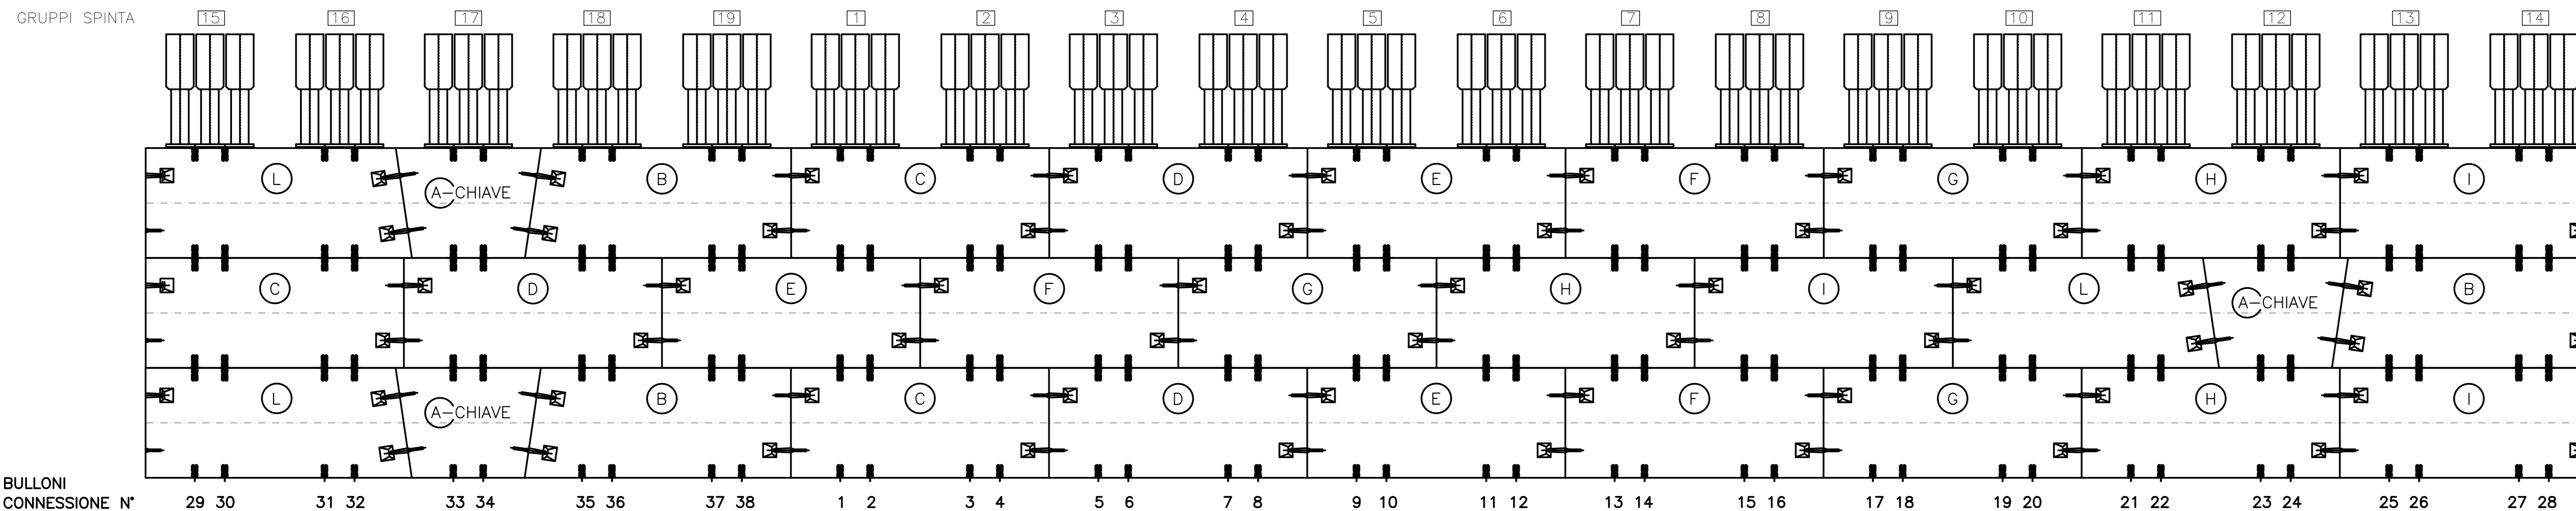 GRUPPI SPINTA 15 16 17 18 19 1 2 3 4 5 6 7 8 9 10 11 12 13 14
L A-CHIAVE B C D E F G H I
C D E F G H I L A-CHIAVE B
L A-CHIAVE B C D E F G H I
BULLONI
CONNESSIONE N° 29 30 31 32 33 34 35 36 37 38 1 2 3 4 5 6 7 8 9 10 11 12 13 14 15 16 17 18 19 20 21 22 23 24 25 26 27 28